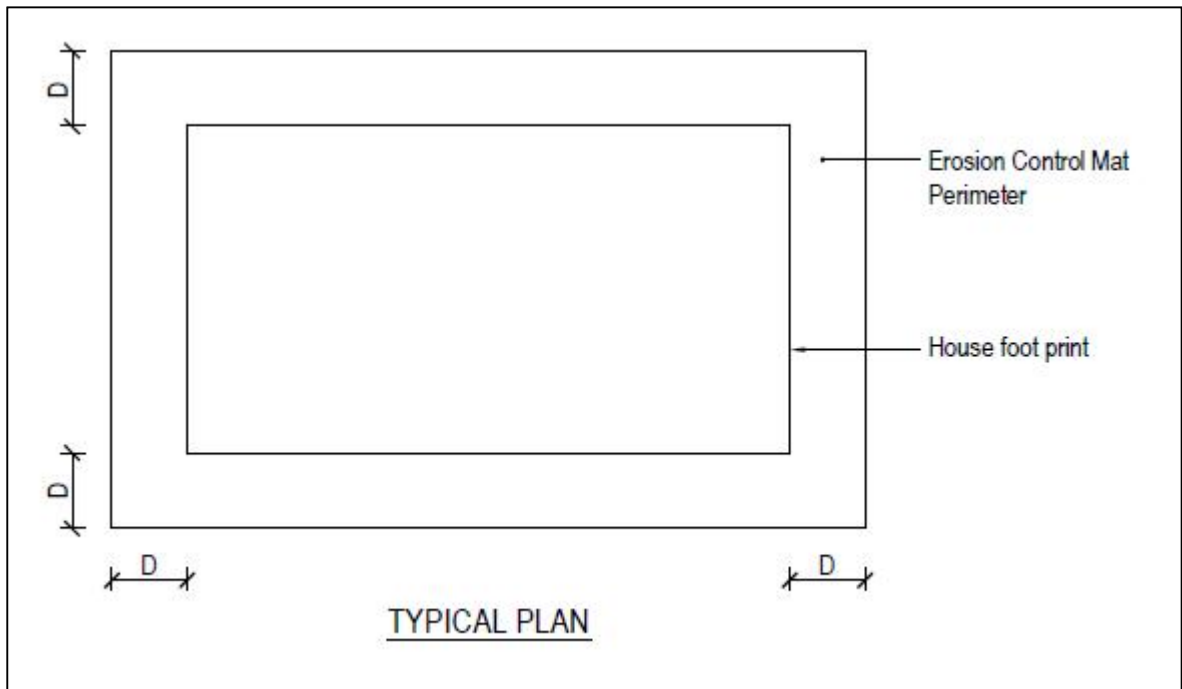 D
Erosion Control Mat
Perimeter
House foot print
D
D
D
TYPICAL PLAN